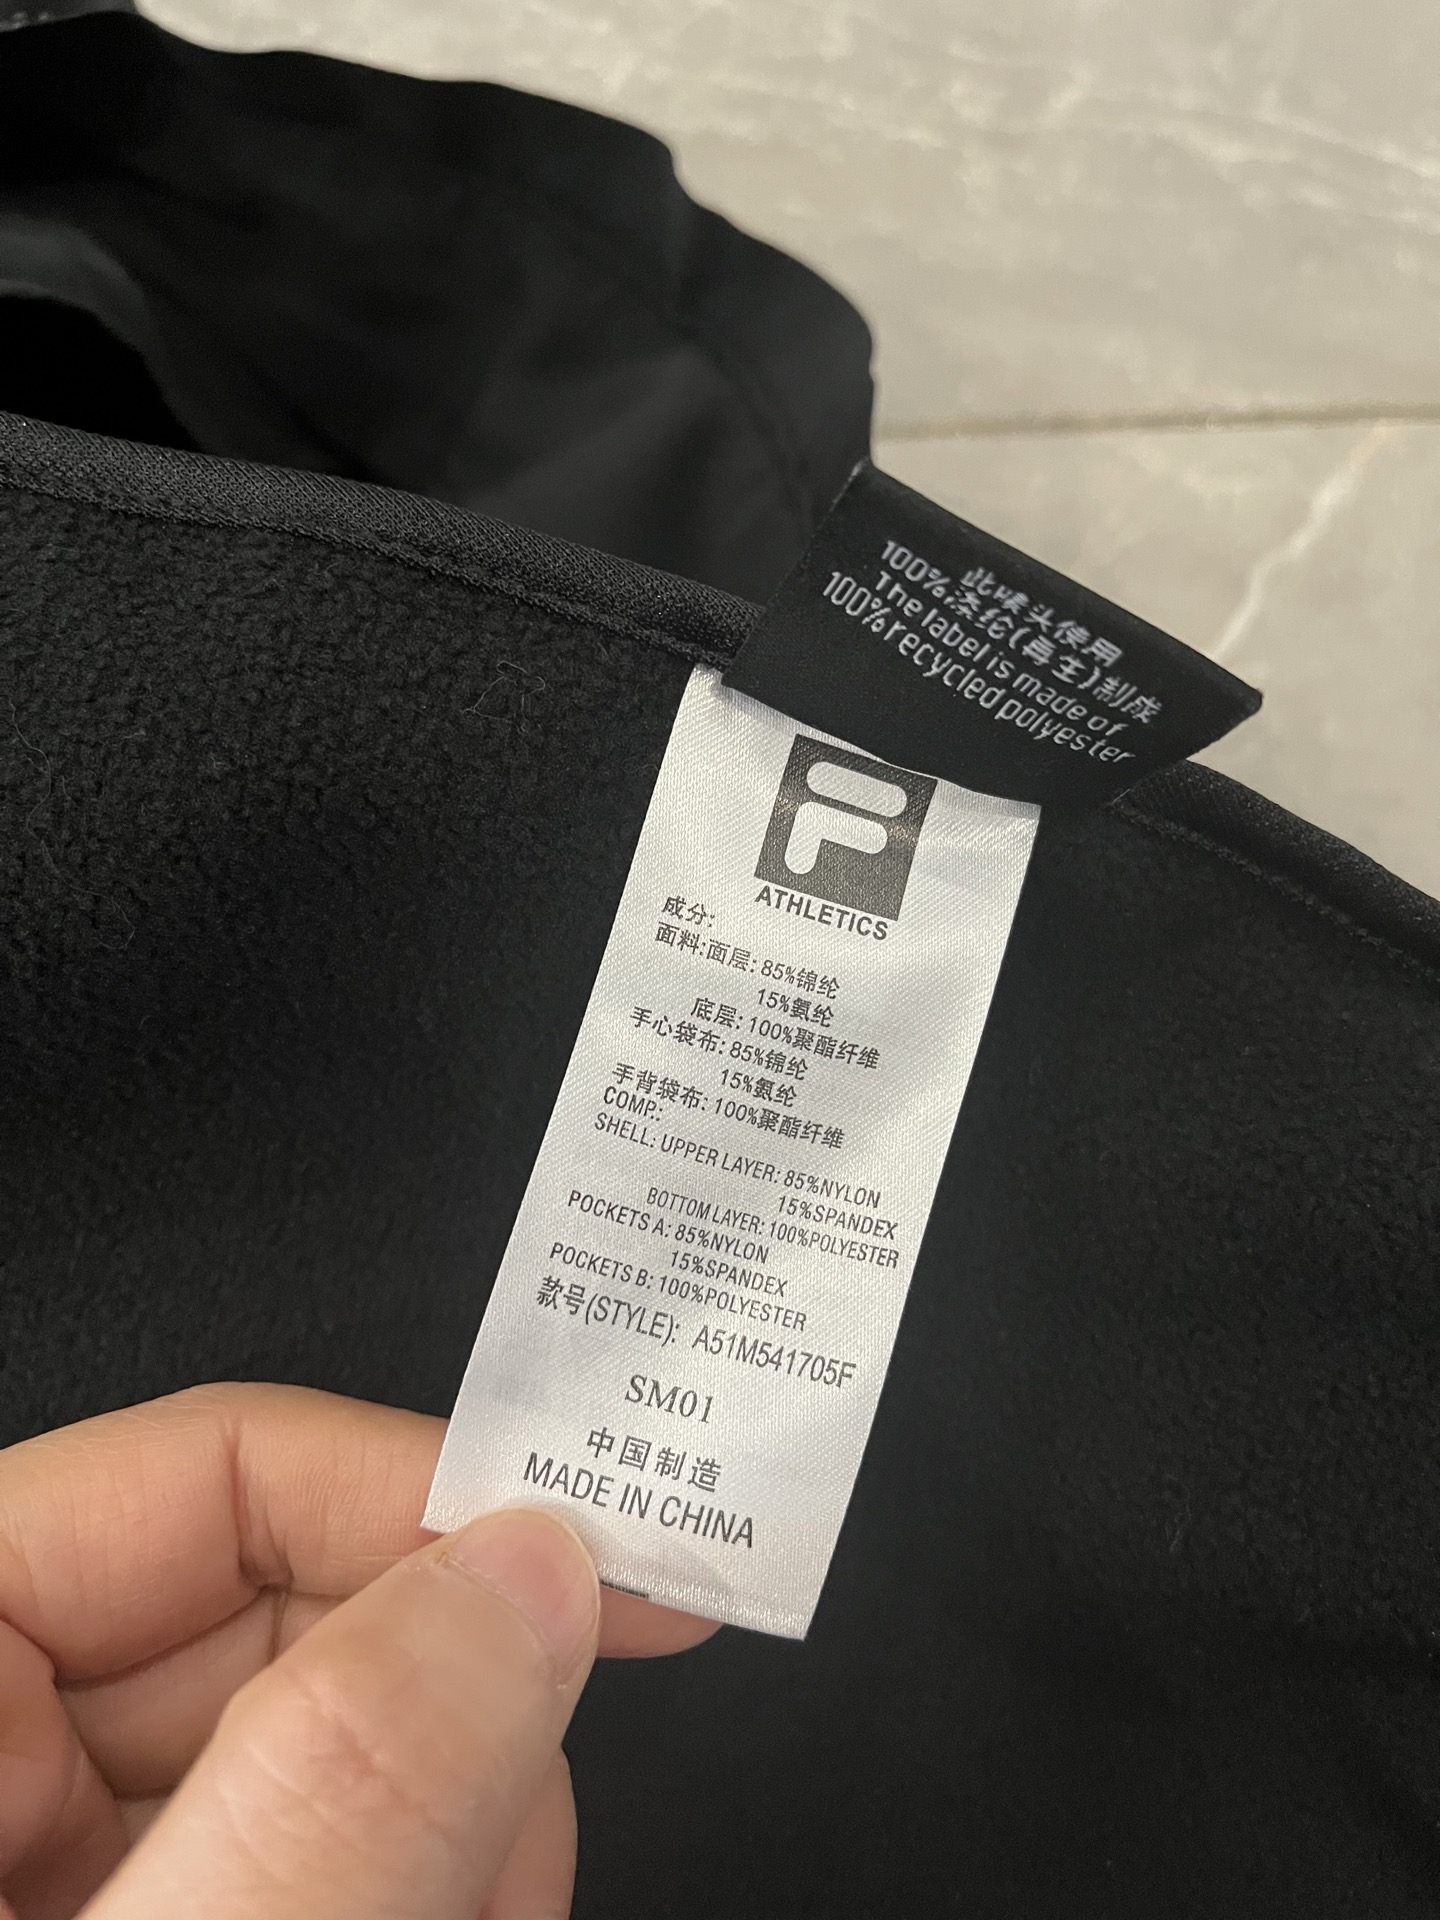 此唛头使用
100%涤纶(再生)制成
The label is made of
100%recycled polyester
F
ATHLETICS
成分:
面料:面层: 85%锦纶
15%氨纶
底层: 100%聚酯纤维
手心袋布: 85%锦纶
15%氨纶
手背袋布: 100%聚酯纤维
COMP.:
SHELL: UPPER LAYER: 85%NYLON
15%SPANDEX
BOTTOM LAYER: 100%POLYESTER
POCKETS A: 85%NYLON
15%SPANDEX
POCKETS B: 100%POLYESTER
款号(STYLE): A51M541705F
SM01
中国制造
MADE IN CHINA